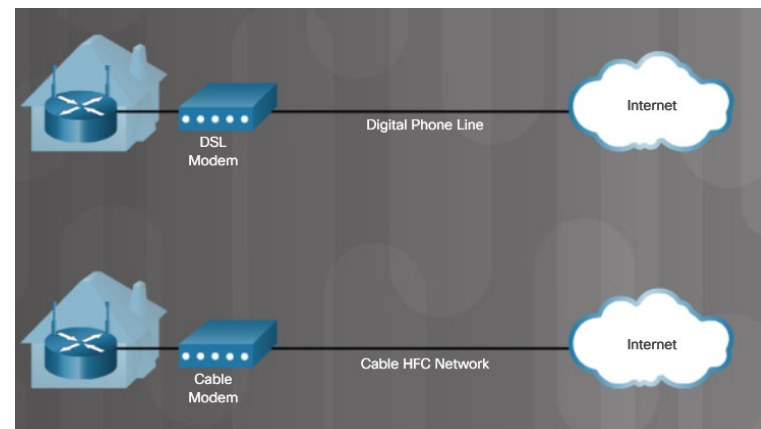 Internet
Digital Phone Line
DSL
Modem
Internet
Cable HFC Network
Cable
Modem